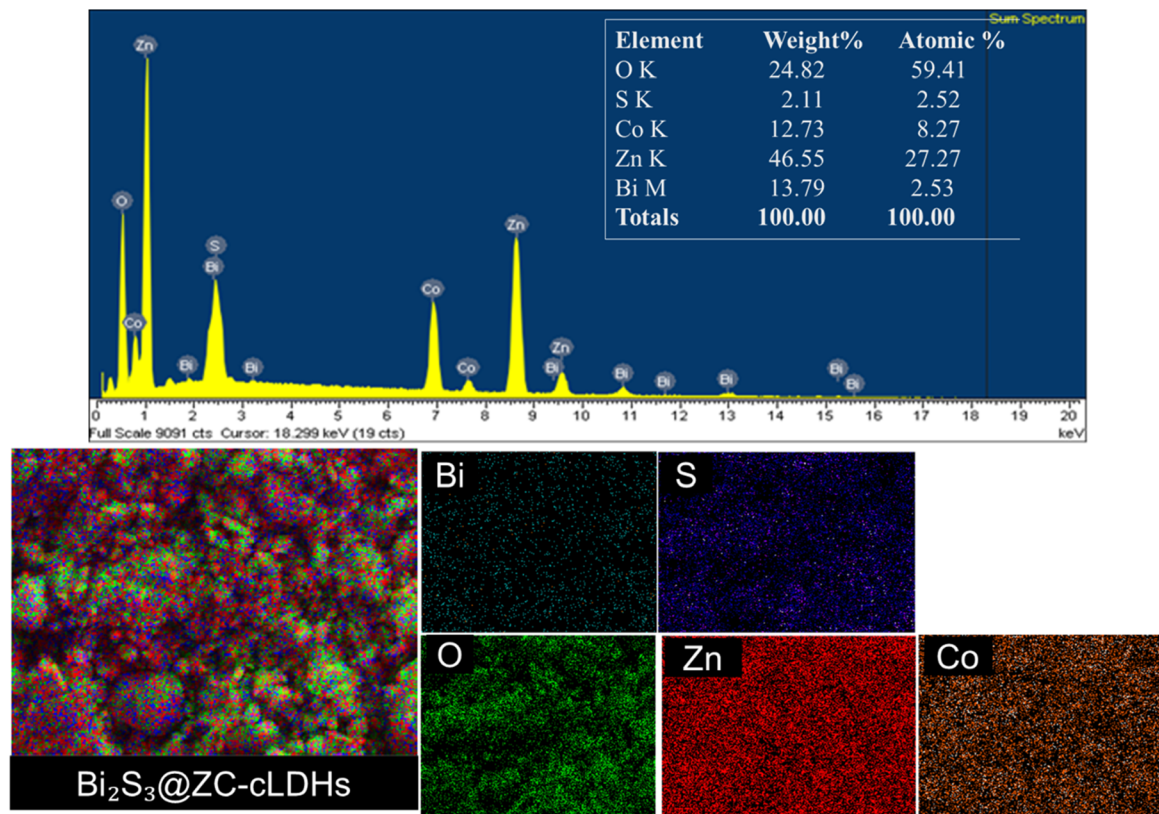 Sum Spectrum
Element Weight% Atomic %
O K 24.82 59.41
S K 2.11 2.52
Co K 12.73 8.27
Zn K 46.55 27.27
Bi M 13.79 2.53
Totals 100.00 100.00
Zn
O
Co
S
Bi
Bi
Bi
Co
Co
Zn
Zn
Bi
Bi
Bi
Bi
Bi
Bi
0 1 2 3 4 5 6 7 8 9 10 11 12 13 14 15 16 17 18 19 20
Full Scale 9091 cts Cursor: 18.299 keV (19 cts) keV
Bi
S
O
Zn
Co
Bi₂S₃@ZC-cLDHs